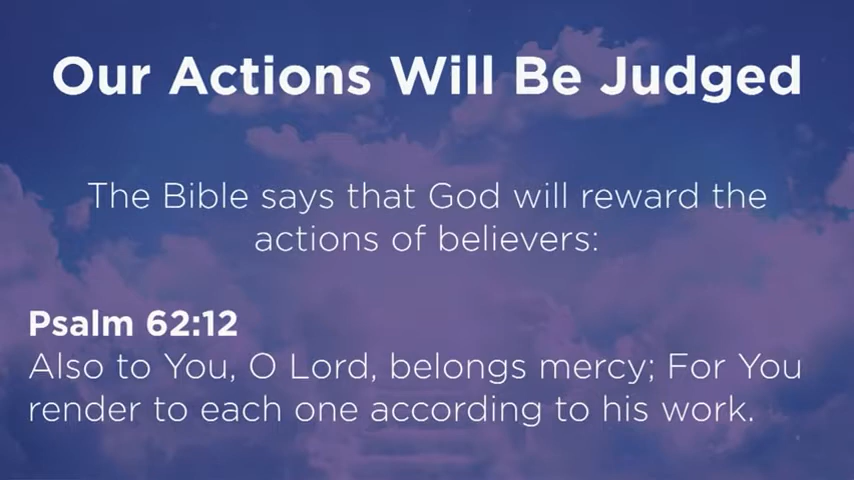 Our Actions Will Be Judged
The Bible says that God will reward the
actions of believers:
Psalm 62:12
Also to You, O Lord, belongs mercy; For You
render to each one according to his work.